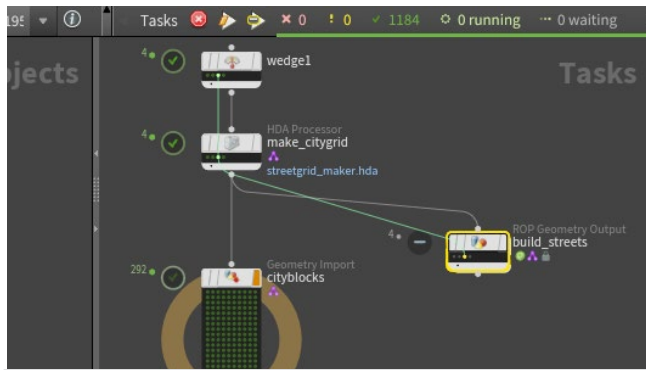 Tasks 0 0 1184 0 running 0 waiting
jects
Tasks
4 wedge1
HDA Processor
4 make_citygrid
streetgrid_maker.hda
ROP Geometry Output
4 build_streets
Geometry Import
292 cityblocks